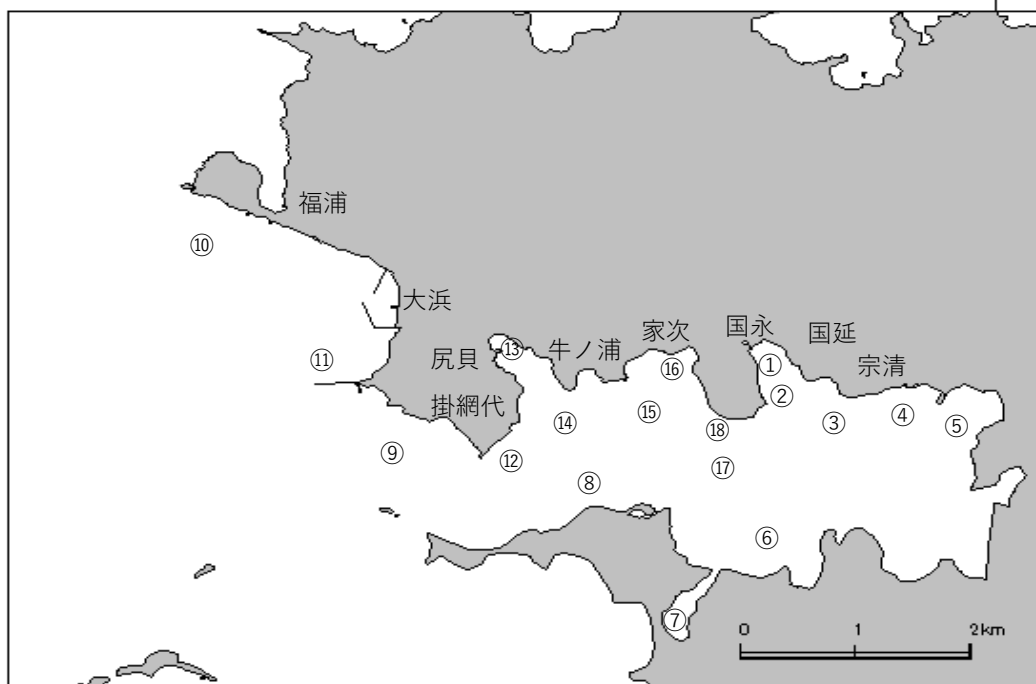 福浦
⑩
大浜
国永
国延
家次
牛ノ浦
⑬
尻貝
⑪
⑯
①
宗清
②
掛網代
⑮
④
⑭
③
⑱
⑤
⑨
⑫
⑰
⑧
⑥
⑦
0 1 2km